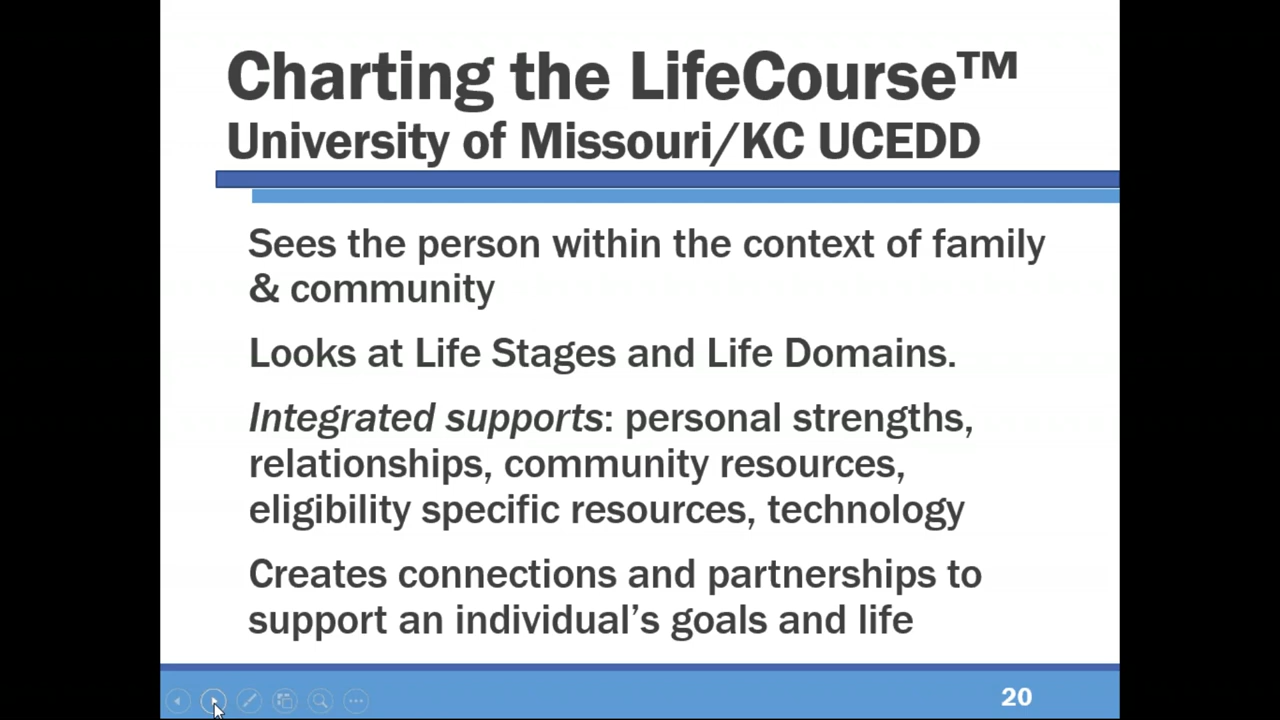 Charting the LifeCourse™
University of Missouri/KC UCEDD
Sees the person within the context of family
& community
Looks at Life Stages and Life Domains.
Integrated supports: personal strengths,
relationships, community resources,
eligibility specific resources, technology
Creates connections and partnerships to
support an individual’s goals and life
20